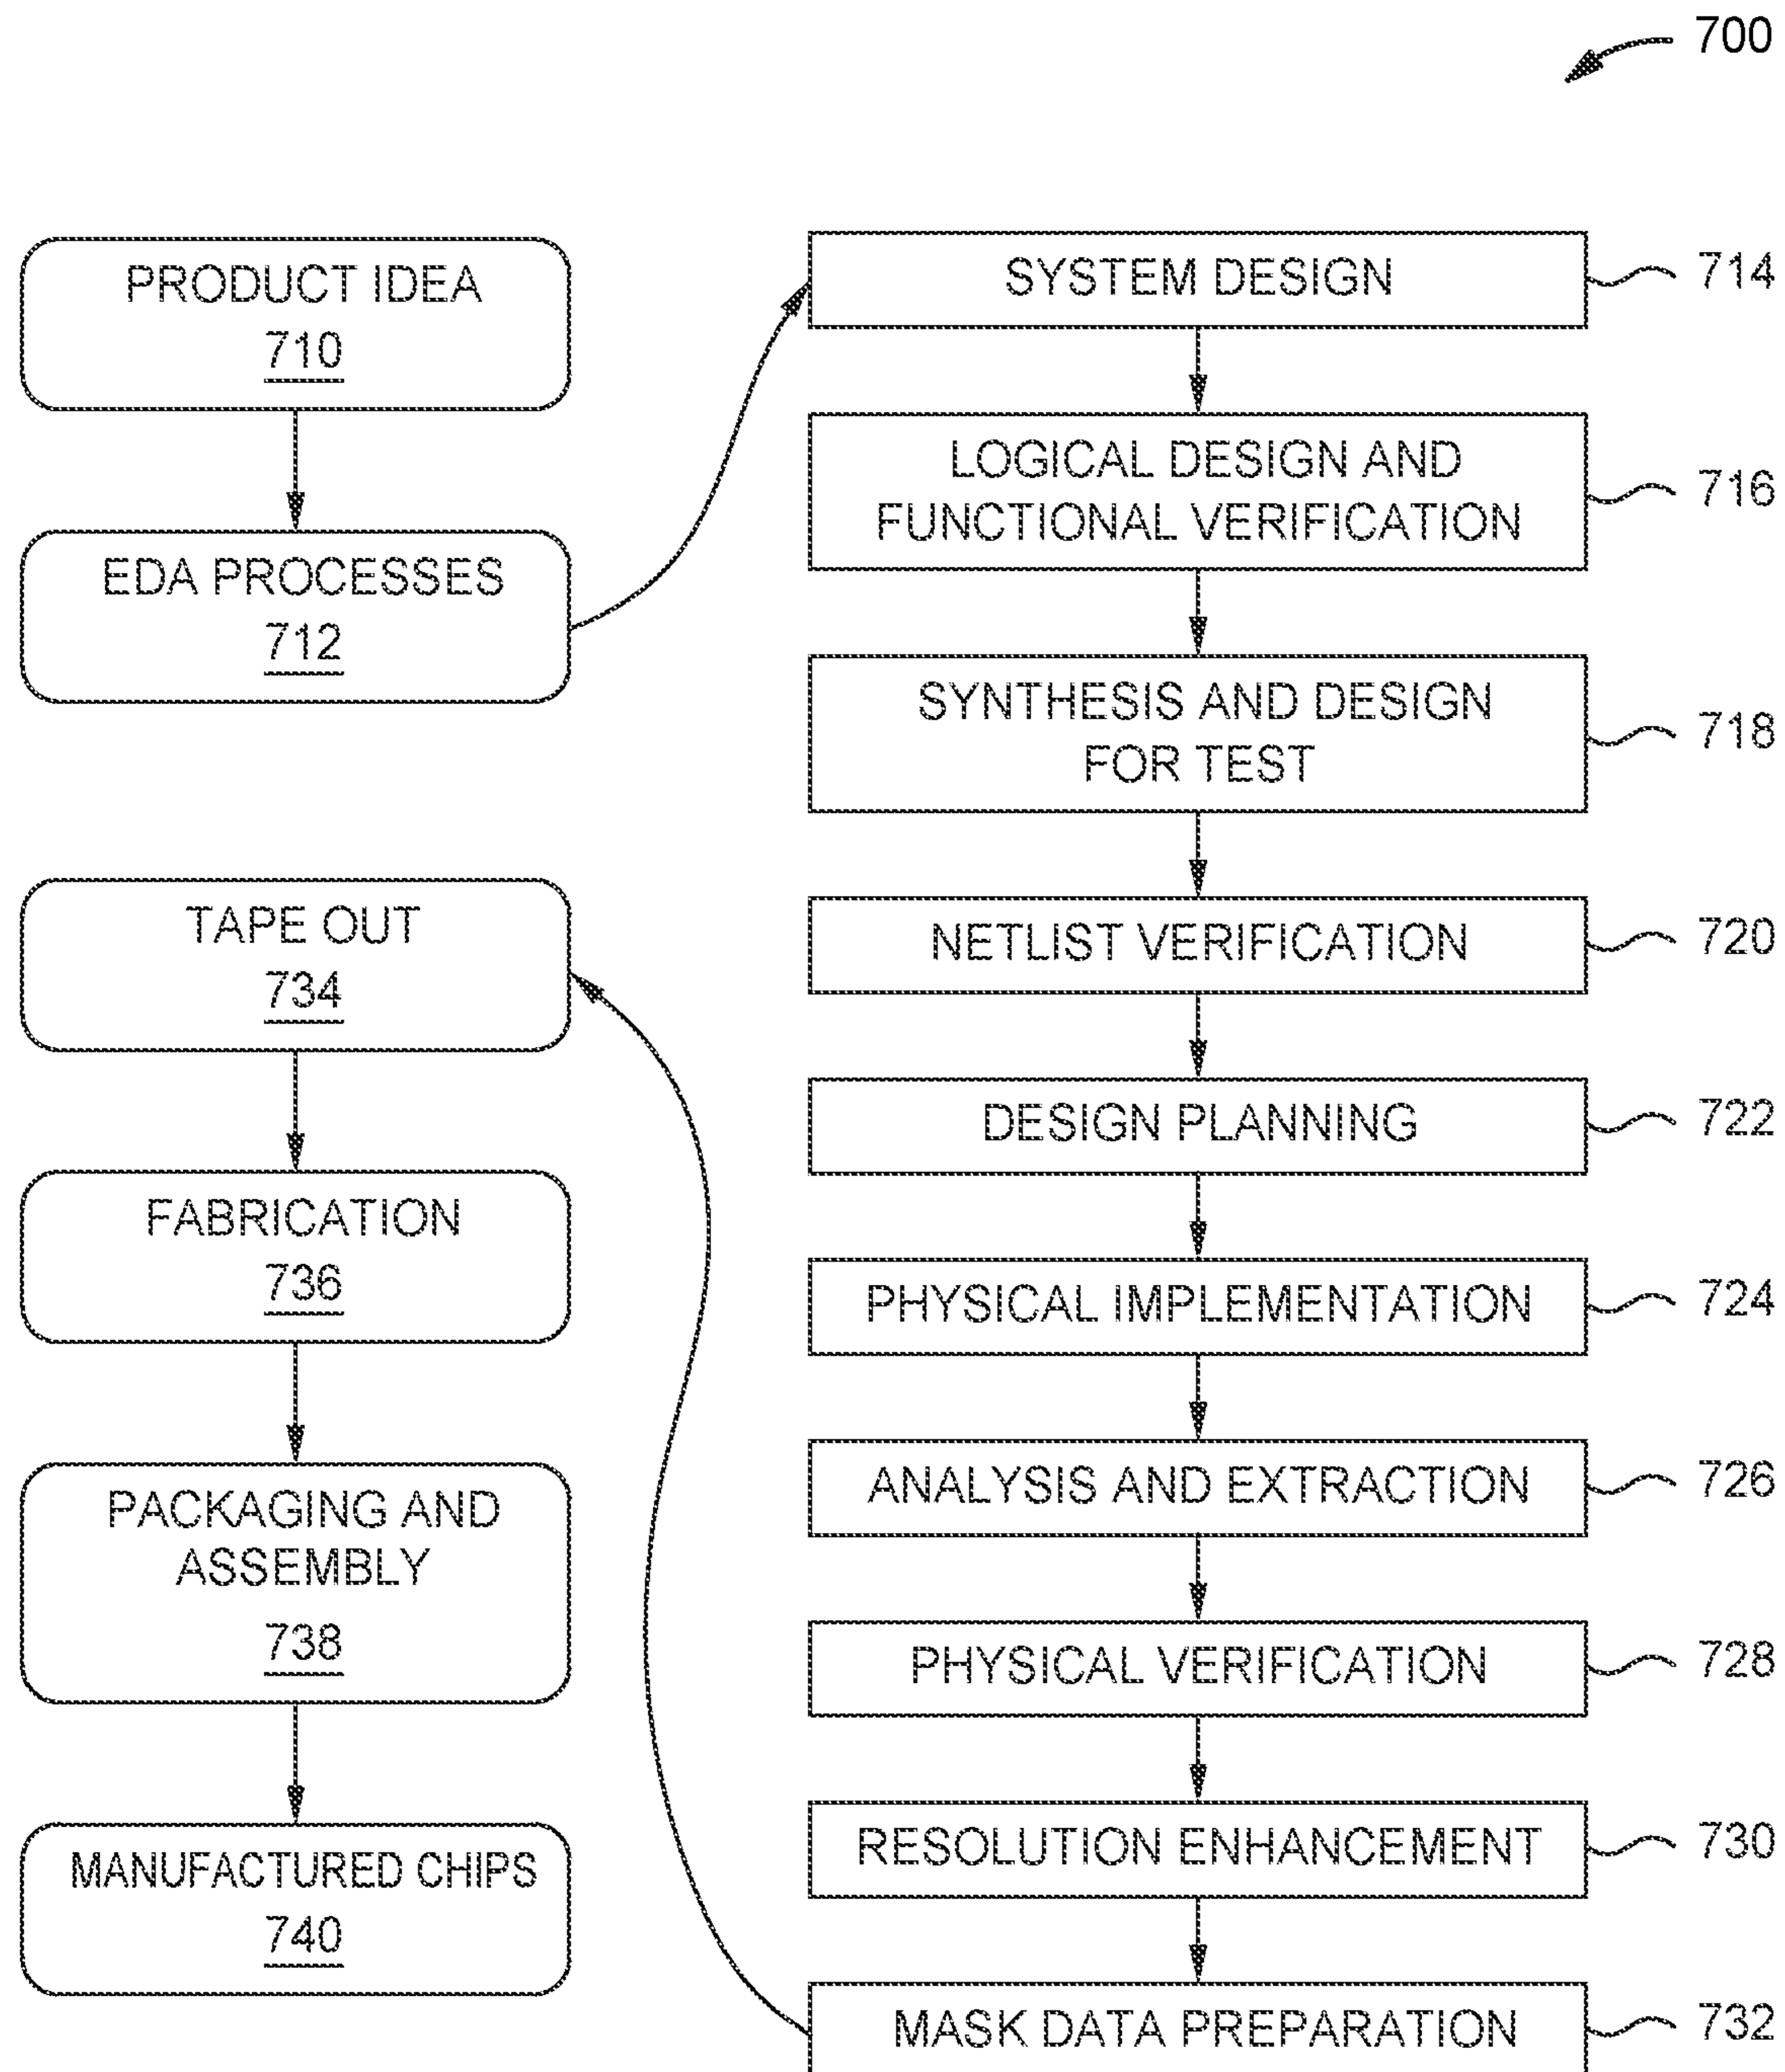 700
PRODUCT IDEA
710
EDA PROCESSES
712
SYSTEM DESIGN
714
LOGICAL DESIGN AND
FUNCTIONAL VERIFICATION
716
SYNTHESIS AND DESIGN
FOR TEST
718
NETLIST VERIFICATION
720
DESIGN PLANNING
722
PHYSICAL IMPLEMENTATION
724
ANALYSIS AND EXTRACTION
726
PHYSICAL VERIFICATION
728
RESOLUTION ENHANCEMENT
730
MASK DATA PREPARATION
732
TAPE OUT
734
FABRICATION
736
PACKAGING AND
ASSEMBLY
738
MANUFACTURED CHIPS
740